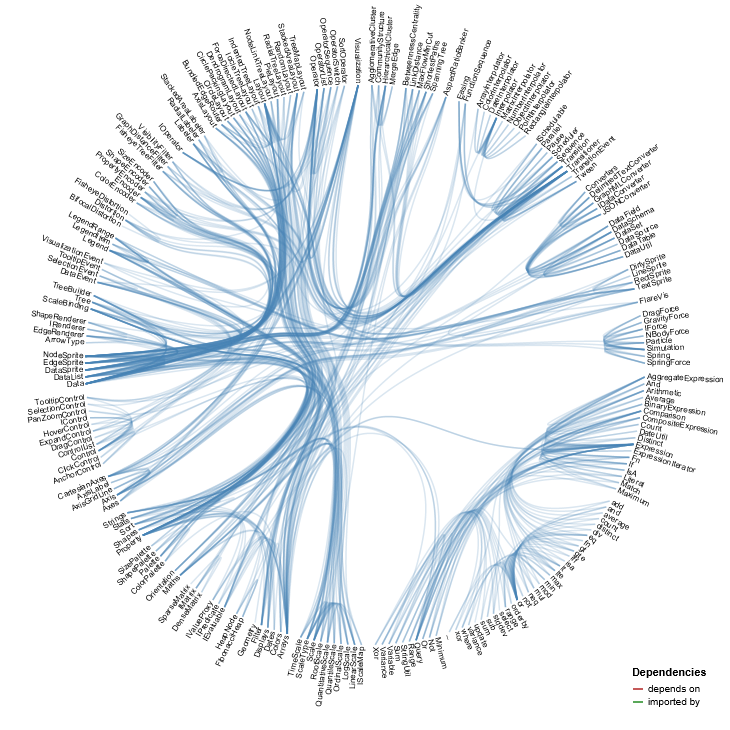 AgglomerativeCluster
CommunityStructure
HierarchicalCluster
MergeEdge
BetweennessCentrality
LinkDistance
MaxFlowMinCut
ShortestPaths
SpanningTree
AspectRatioBanker
Easing
FunctionSequence
ArrayInterpolator
ColorInterpolator
DateInterpolator
Interpolator
MatrixInterpolator
NumberInterpolator
ObjectInterpolator
PointInterpolator
RectangleInterpolator
ISchedulable
Parallel
Pause
Scheduler
Sequence
Transition
Transitioner
TransitionEvent
Tween
Converters
DelimitedTextConverter
GraphMLConverter
IDataConverter
JSONConverter
DataField
DataSchema
DataSet
DataSource
DataTable
DataUtil
DirtySprite
LineSprite
RectSprite
TextSprite
FlareVis
DragForce
GravityForce
IForce
NBodyForce
Particle
Simulation
Spring
SpringForce
AggregateExpression
And
Arithmetic
Average
BinaryExpression
Comparison
CompositeExpression
Count
DateUtil
Distinct
Expression
ExpressionIterator
Fn
If
IsA
Literal
Match
Maximum
add
and
average
count
distinct
div
eq
fn
gt
gte
iff
isa
lt
lte
max
min
mod
mul
neq
not
or
orderby
range
select
stddev
sub
sum
update
variance
where
xor
_
Minimum
Not
Or
Query
Range
StringUtil
Sum
Variable
Variance
Xor
IScaleMap
LinearScale
LogScale
OrdinalScale
QuantileScale
QuantitativeScale
RootScale
Scale
ScaleType
TimeScale
Arrays
Colors
Dates
Displays
Filter
Geometry
FibonacciHeap
HeapNode
IEvaluable
IPredicate
IValueProxy
DenseMatrix
IMatrix
SparseMatrix
Maths
Orientation
ColorPalette
Palette
ShapePalette
SizePalette
Property
Shapes
Sort
Stats
Strings
Axes
Axis
AxisGridLine
AxisLabel
CartesianAxes
AnchorControl
ClickControl
Control
ControlList
DragControl
ExpandControl
HoverControl
IControl
PanZoomControl
SelectionControl
TooltipControl
Data
DataList
DataSprite
EdgeSprite
NodeSprite
ArrowType
EdgeRenderer
IRenderer
ShapeRenderer
ScaleBinding
Tree
TreeBuilder
DataEvent
SelectionEvent
TooltipEvent
VisualizationEvent
Legend
LegendItem
LegendRange
BifocalDistortion
Distortion
FisheyeDistortion
ColorEncoder
Encoder
PropertyEncoder
ShapeEncoder
SizeEncoder
FisheyeTreeFilter
GraphDistanceFilter
VisibilityFilter
IOperator
Labeler
RadialLabeler
StackedAreaLabeler
AxisLayout
BundledEdgeRouter
CircleLayout
CirclePackingLayout
DendrogramLayout
ForceDirectedLayout
IcicleTreeLayout
IndentedTreeLayout
Layout
NodeLinkTreeLayout
PieLayout
RadialTreeLayout
RandomLayout
StackedAreaLayout
TreeMapLayout
Operator
OperatorList
OperatorSequence
OperatorSwitch
SortOperator
Visualization
Dependencies
depends on
imported by